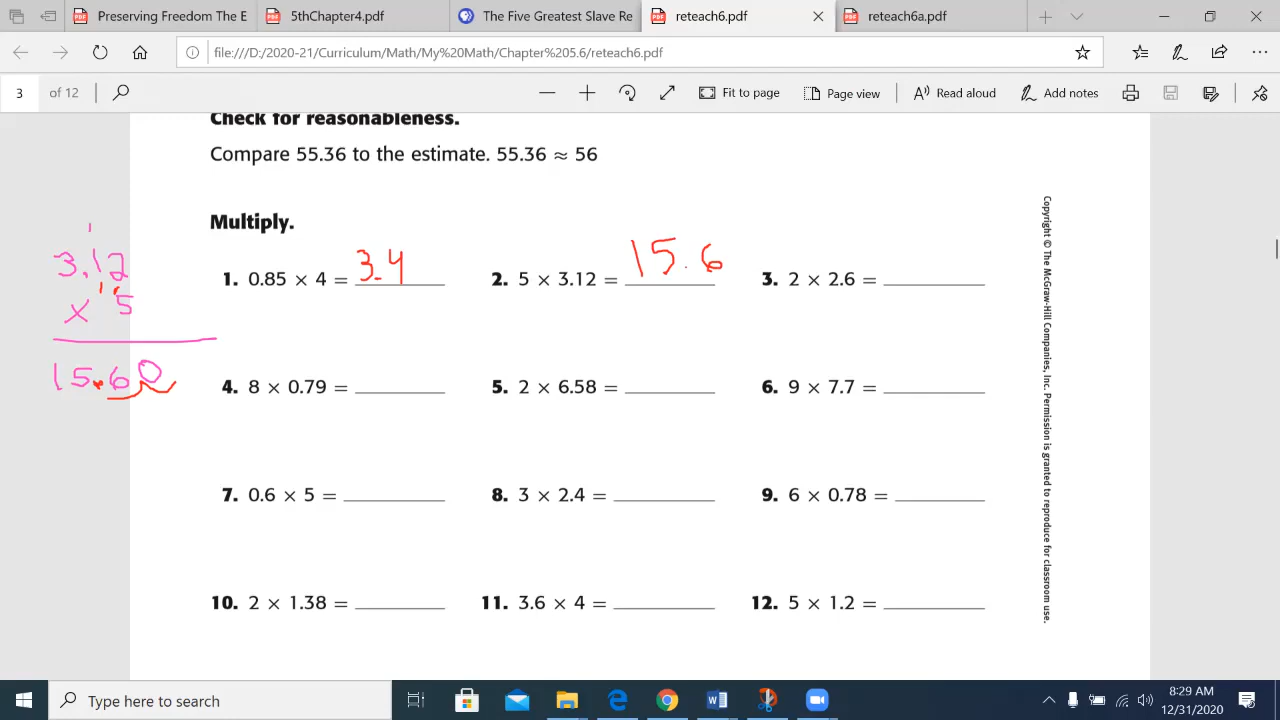 Preserving Freedom 5th5th4.pdf The Five Greatest Slave Re reteach6.pdf reteach6a.pdf
file:///D:/2020-21/Curriculum/Math/My%20Math/Chapter%205.6/reteach6.pdf
3 of 12 Fit to page Page view Read aloud Add notes
Check for reasonableness.
Compare 55.36 to the estimate. 55.36 ≈ 56
Multiply.
1
3.12
× 5
15.60
1. 0.85 × 4 = 3.4 2. 5 × 3.12 = 15.6 3. 2 × 2.6 =
4. 8 × 0.79 = 5. 2 × 6.58 = 6. 9 × 7.7 =
7. 0.6 × 5 = 8. 3 × 2.4 = 9. 6 × 0.78 =
10. 2 × 1.38 = 11. 3.6 × 4 = 12. 5 × 1.2 =
Copyright © The McGraw-Hill Companies, Inc. Permission is granted to reproduce for classroom use.
Type here to search
8:29 AM
12/31/2020